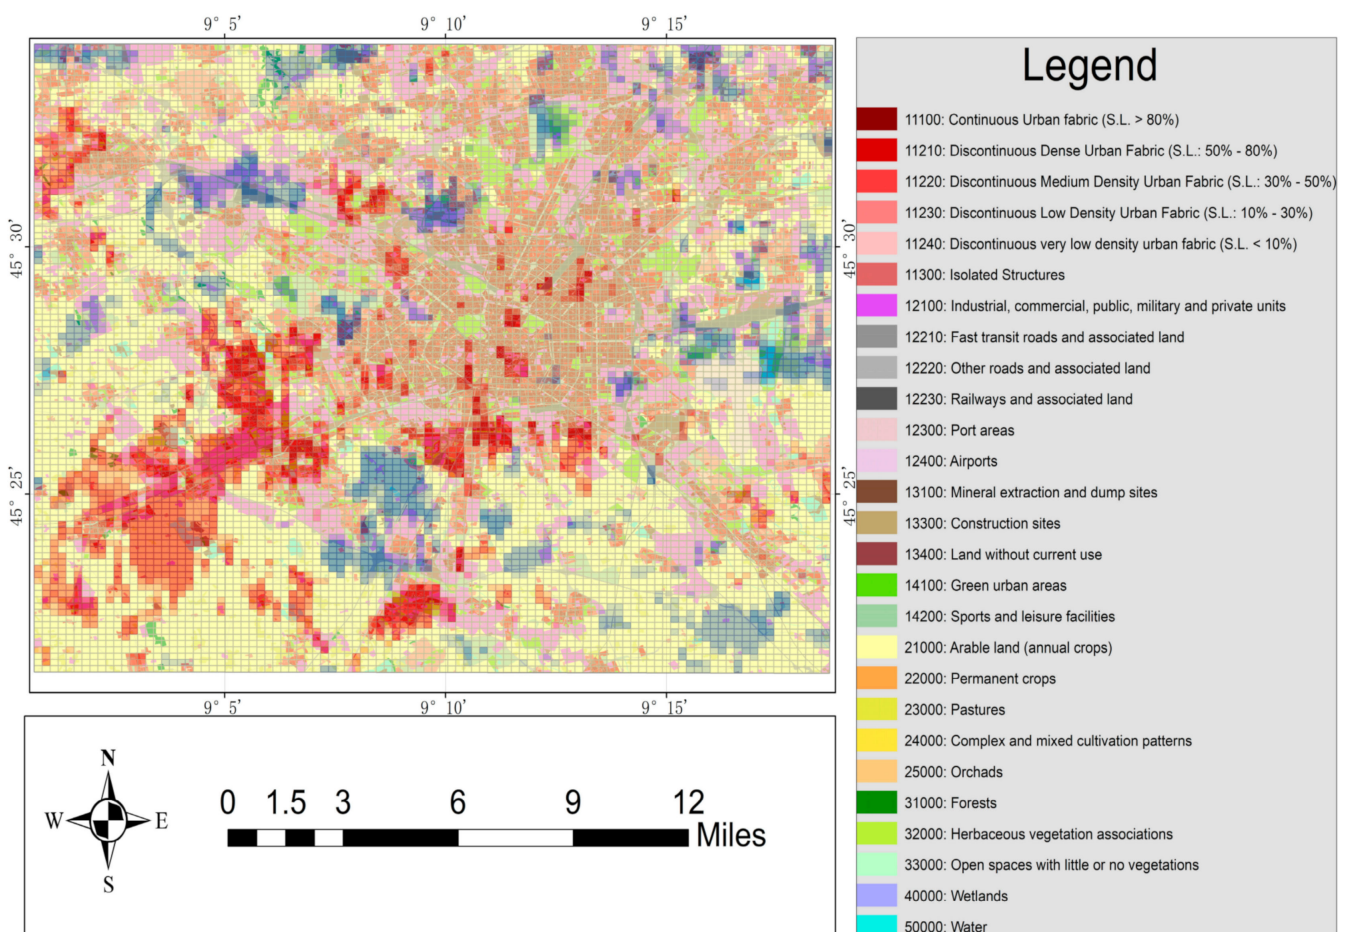 9° 5'
9° 10'
9° 15'
45° 30'
45° 30'
45° 25'
45° 25'
9° 5'
9° 10'
9° 15'
N
W
E
S
0 1.5 3 6 9 12
Miles
Legend
11100: Continuous Urban fabric (S.L. > 80%)
11210: Discontinuous Dense Urban Fabric (S.L.: 50% - 80%)
11220: Discontinuous Medium Density Urban Fabric (S.L.: 30% - 50%)
11230: Discontinuous Low Density Urban Fabric (S.L.: 10% - 30%)
11240: Discontinuous very low density urban fabric (S.L. < 10%)
11300: Isolated Structures
12100: Industrial, commercial, public, military and private units
12210: Fast transit roads and associated land
12220: Other roads and associated land
12230: Railways and associated land
12300: Port areas
12400: Airports
13100: Mineral extraction and dump sites
13300: Construction sites
13400: Land without current use
14100: Green urban areas
14200: Sports and leisure facilities
21000: Arable land (annual crops)
22000: Permanent crops
23000: Pastures
24000: Complex and mixed cultivation patterns
25000: Orchads
31000: Forests
32000: Herbaceous vegetation associations
33000: Open spaces with little or no vegetations
40000: Wetlands
50000: Water